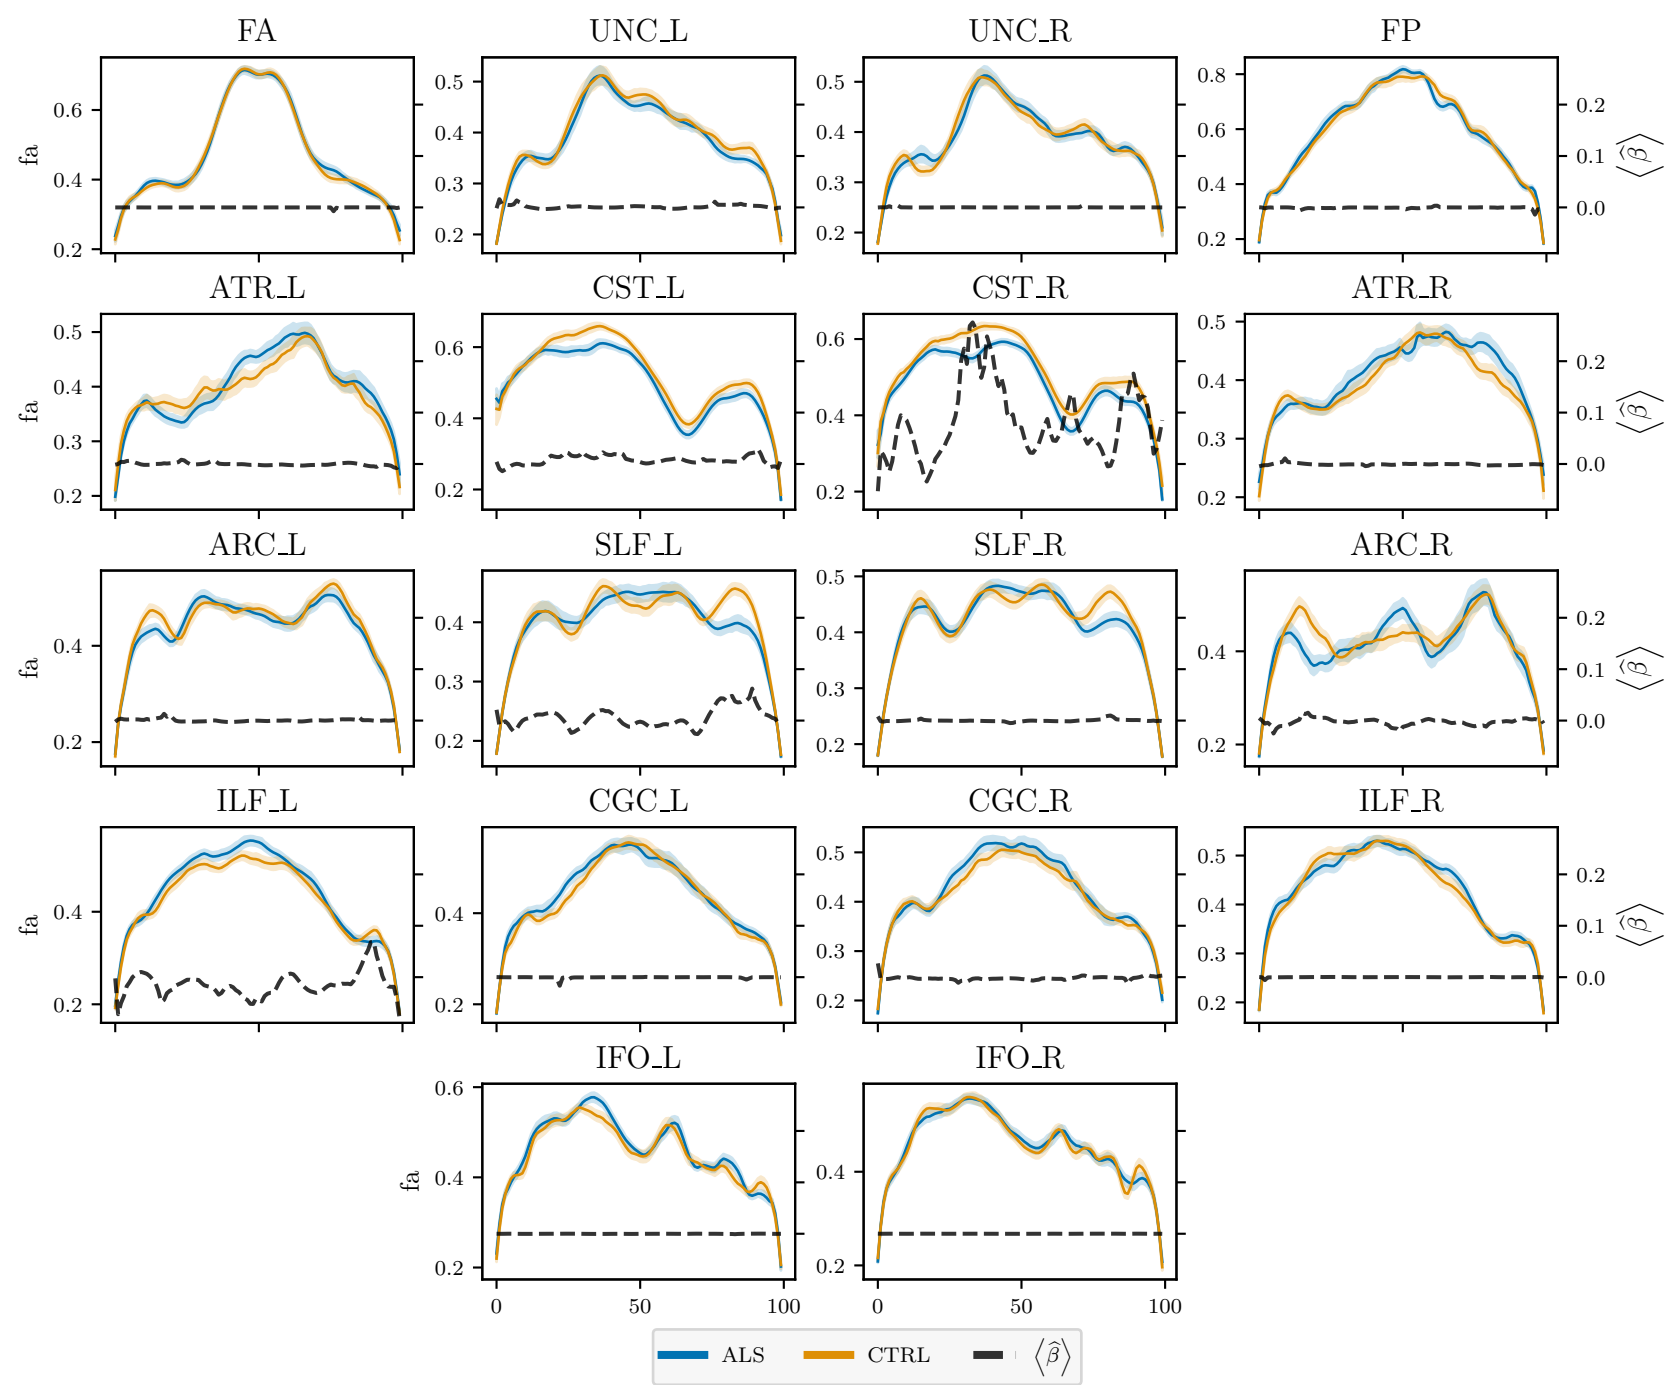 FA UNC_L UNC_R FP
fa 0.6 0.4 0.2 0.5 0.4 0.3 0.2 0.5 0.4 0.3 0.2 0.8 0.6 0.4 0.2 0.2 0.1 0.0 ⟨β̂⟩
ATR_L CST_L CST_R ATR_R
fa 0.5 0.4 0.3 0.2 0.6 0.4 0.2 0.6 0.4 0.2 0.5 0.4 0.3 0.2 0.2 0.1 0.0 ⟨β̂⟩
ARC_L SLF_L SLF_R ARC_R
fa 0.4 0.2 0.4 0.3 0.2 0.5 0.4 0.3 0.2 0.4 0.2 0.2 0.1 0.0 ⟨β̂⟩
ILF_L CGC_L CGC_R ILF_R
fa 0.4 0.2 0.4 0.2 0.5 0.4 0.3 0.2 0.5 0.4 0.3 0.2 0.2 0.1 0.0 ⟨β̂⟩
IFO_L IFO_R
fa 0.6 0.4 0.2 0.4 0.2
0 50 100 0 50 100
ALS CTRL ⟨β̂⟩